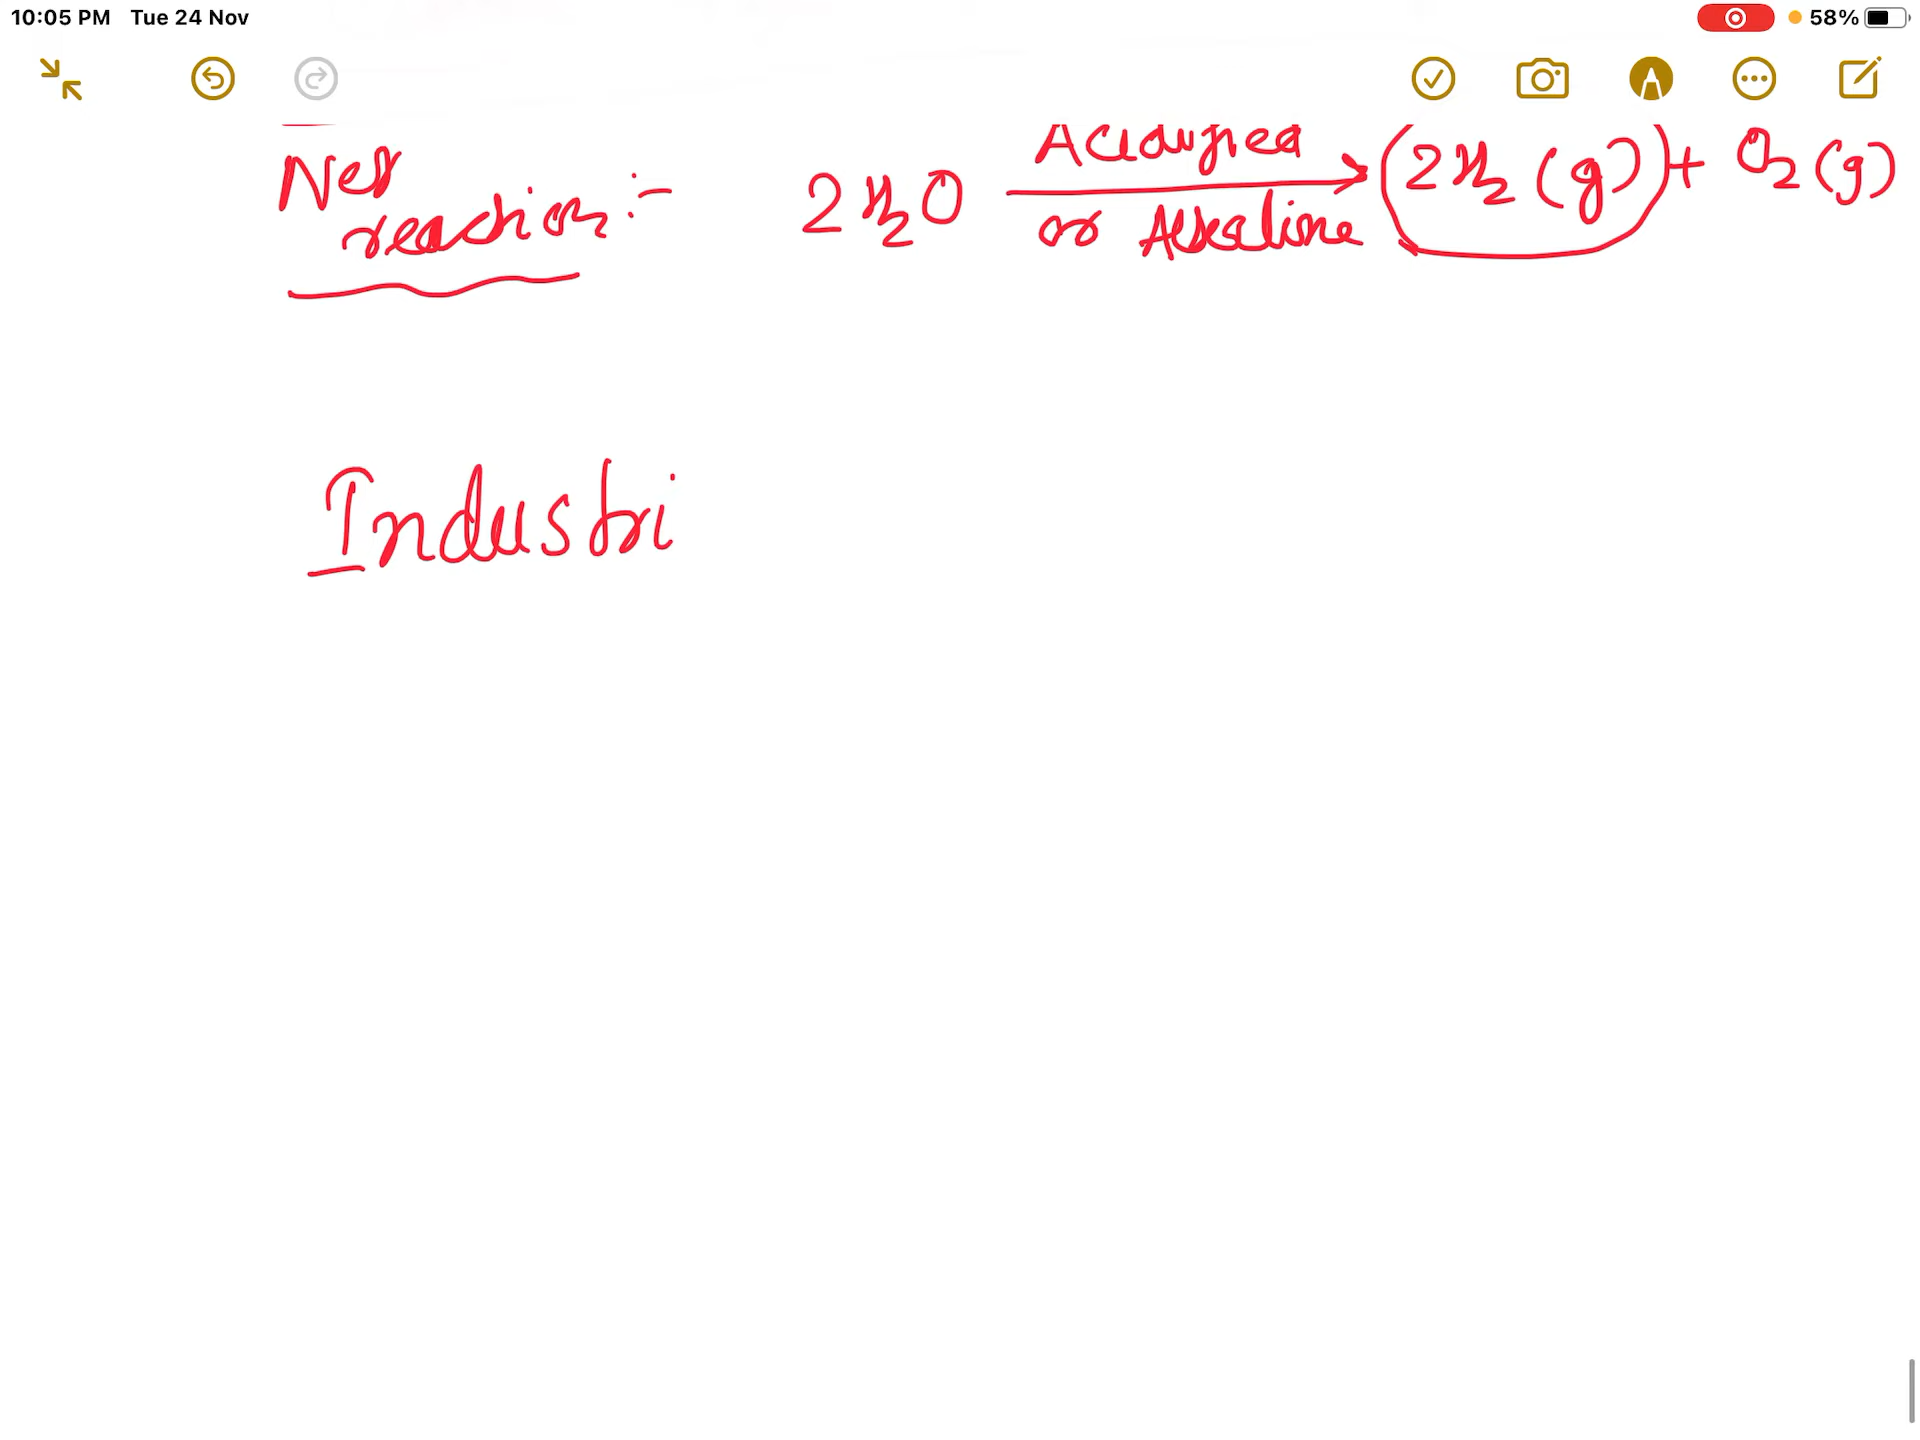 10:05 PM Tue 24 Nov 58%
Net reaction :- 2H₂O Acidified or Alkaline → (2H₂(g)) + O₂(g)
Industri